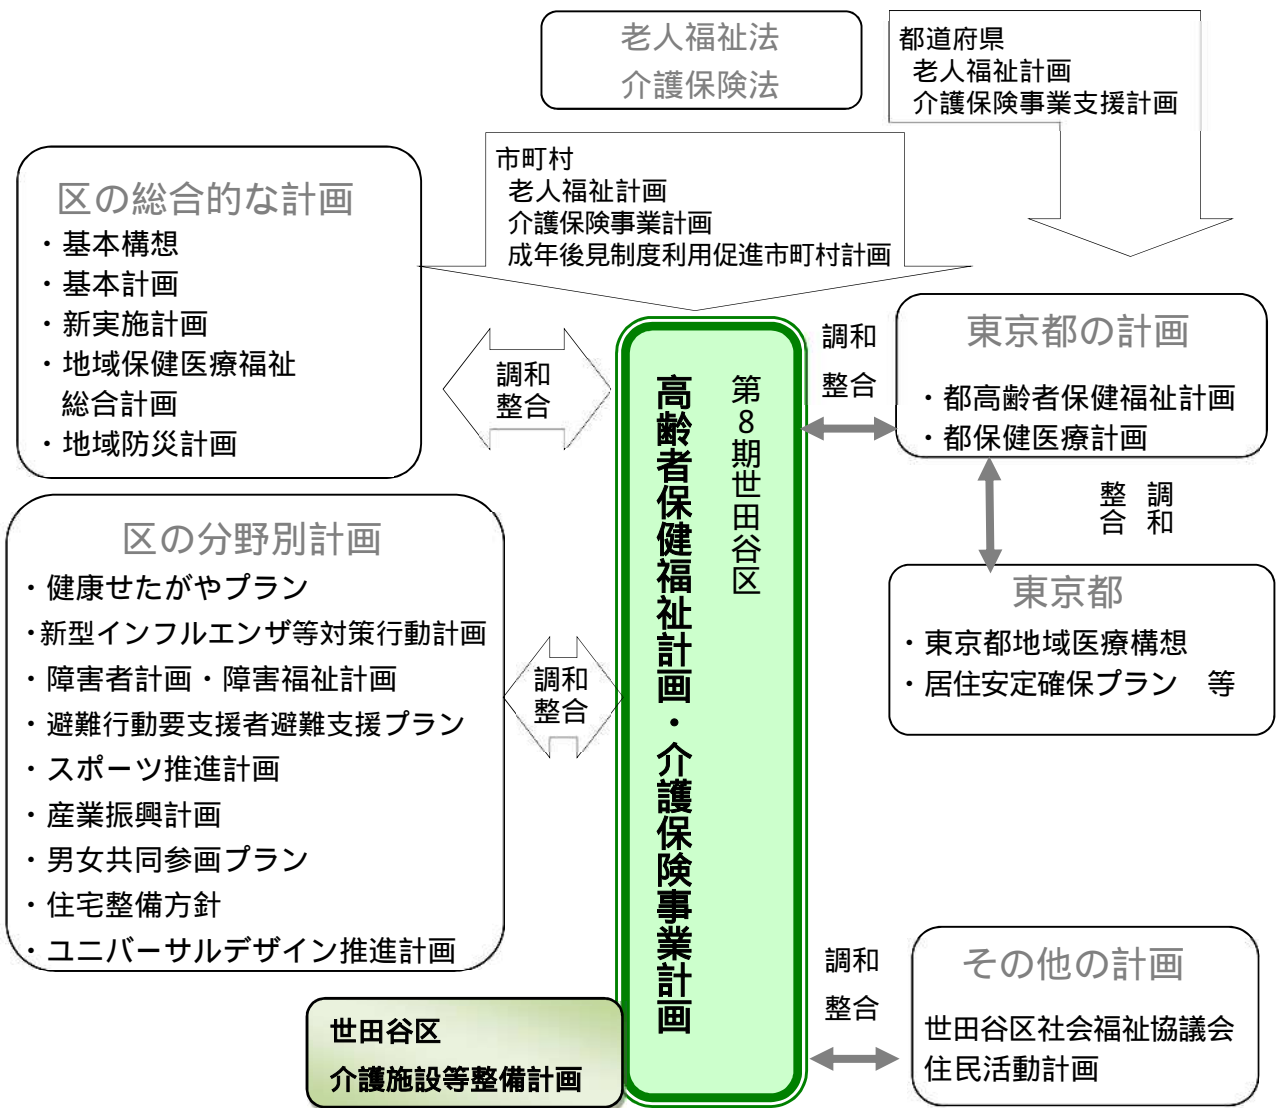 老人福祉法
介護保険法
都道府県
老人福祉計画
介護保険事業支援計画
市町村
老人福祉計画
介護保険事業計画
成年後見制度利用促進市町村計画
区の総合的な計画
・基本構想
・基本計画
・新実施計画
・地域保健医療福祉
総合計画
・地域防災計画
調和
整合
区の分野別計画
・健康せたがやプラン
・新型インフルエンザ等対策行動計画
・障害者計画・障害福祉計画
・避難行動要支援者避難支援プラン
・スポーツ推進計画
・産業振興計画
・男女共同参画プラン
・住宅整備方針
・ユニバーサルデザイン推進計画
調和
整合
第8期世田谷区
高齢者保健福祉計画・介護保険事業計画
世田谷区
介護施設等整備計画
調和
整合
東京都の計画
・都高齢者保健福祉計画
・都保健医療計画
調和
整合
東京都
・東京都地域医療構想
・居住安定確保プラン　等
調和
整合
その他の計画
世田谷区社会福祉協議会
住民活動計画